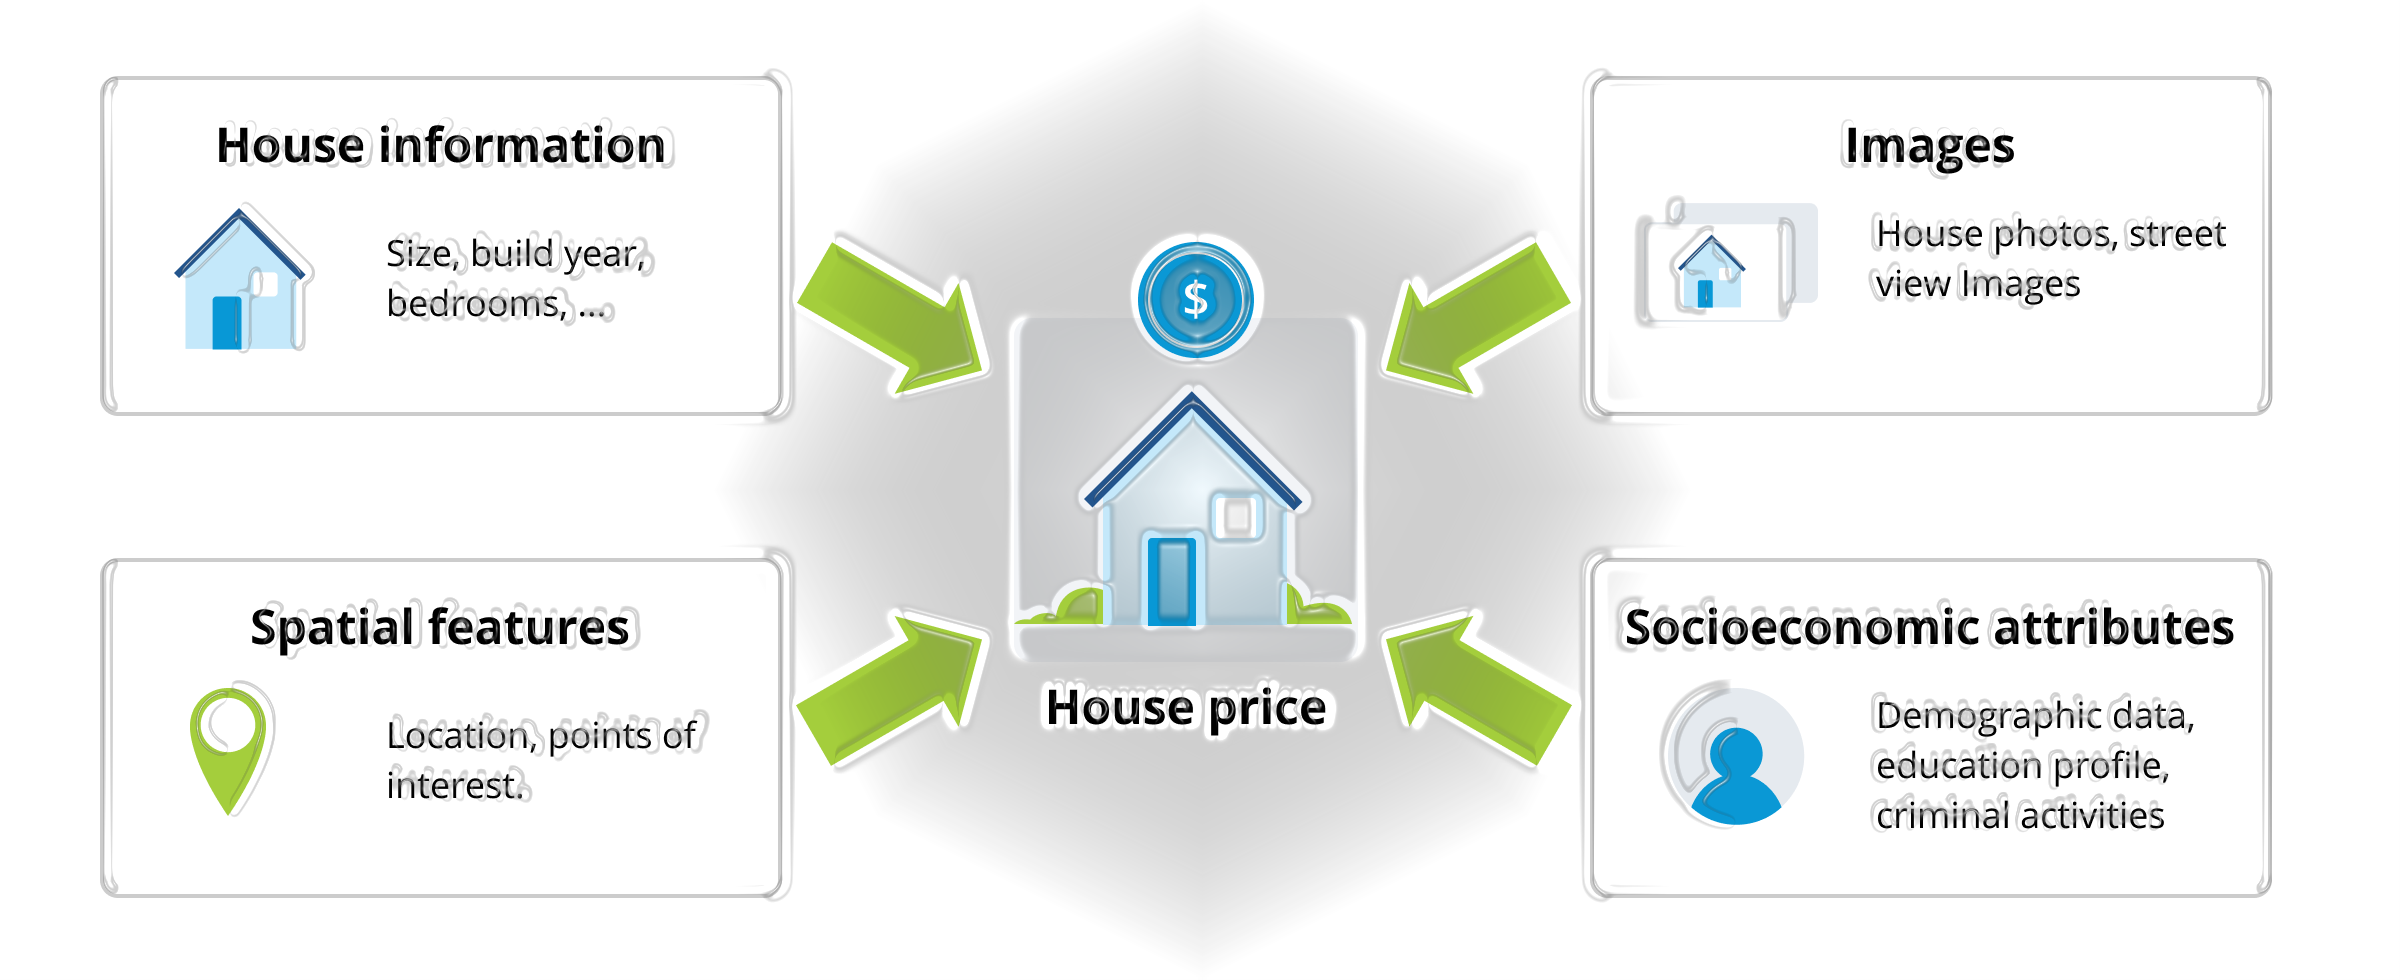 House information
Size, build year,
bedrooms, ...
Images
House photos, street
view Images
$
House price
Spatial features
Location, points of
interest.
Socioeconomic attributes
Demographic data,
education profile,
criminal activities